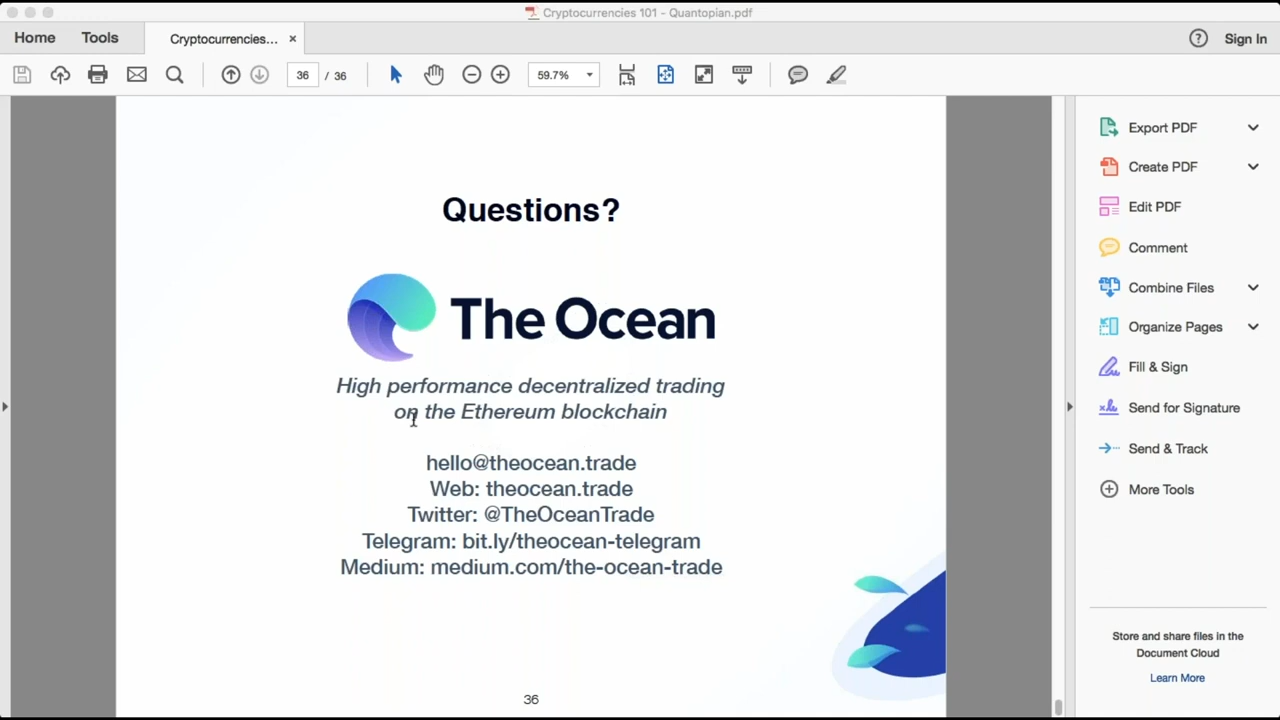 Cryptocurrencies 101 - Quantopian.pdf
Home Tools Cryptocurrencies... × ? Sign In
36 / 36 59.7%
Questions?
The Ocean
High performance decentralized trading
on the Ethereum blockchain
hello@theocean.trade
Web: theocean.trade
Twitter: @TheOceanTrade
Telegram: bit.ly/theocean-telegram
Medium: medium.com/the-ocean-trade
36
Export PDF
Create PDF
Edit PDF
Comment
Combine Files
Organize Pages
Fill & Sign
Send for Signature
Send & Track
More Tools
Store and share files in the
Document Cloud
Learn More